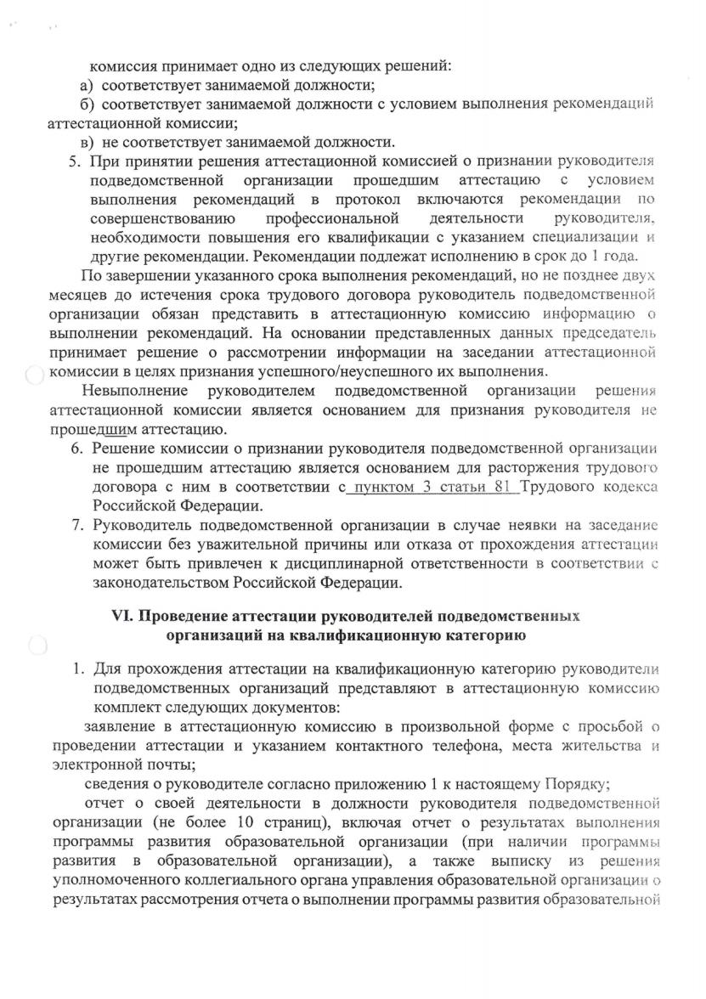 комиссия принимает одно из следующих решений:
а) соответствует занимаемой должности;
б) соответствует занимаемой должности с условием выполнения рекомендаций
аттестационной комиссии;
в) не соответствует занимаемой должности.
5. При принятии решения аттестационной комиссией о признании руководителя
подведомственной организации прошедшим аттестацию с условием
выполнения рекомендаций в протокол включаются рекомендации по
совершенствованию профессиональной деятельности руководителя,
необходимости повышения его квалификации с указанием специализации и
другие рекомендации. Рекомендации подлежат исполнению в срок до 1 года.
По завершении указанного срока выполнения рекомендаций, но не позднее двух
месяцев до истечения срока трудового договора руководитель подведомственной
организации обязан представить в аттестационную комиссию информацию о
выполнении рекомендаций. На основании представленных данных председатель
принимает решение о рассмотрении информации на заседании аттестационной
комиссии в целях признания успешного/неуспешного их выполнения.
Невыполнение руководителем подведомственной организации решения
аттестационной комиссии является основанием для признания руководителя не
прошедшим аттестацию.
6. Решение комиссии о признании руководителя подведомственной организации
не прошедшим аттестацию является основанием для расторжения трудового
договора с ним в соответствии с пунктом 3 статьи 81 Трудового кодекса
Российской Федерации.
7. Руководитель подведомственной организации в случае неявки на заседание
комиссии без уважительной причины или отказа от прохождения аттестации
может быть привлечен к дисциплинарной ответственности в соответствии с
законодательством Российской Федерации.
VI. Проведение аттестации руководителей подведомственных
организаций на квалификационную категорию
1. Для прохождения аттестации на квалификационную категорию руководители
подведомственных организаций представляют в аттестационную комиссию
комплект следующих документов:
заявление в аттестационную комиссию в произвольной форме с просьбой о
проведении аттестации и указанием контактного телефона, места жительства и
электронной почты;
сведения о руководителе согласно приложению 1 к настоящему Порядку;
отчет о своей деятельности в должности руководителя подведомственной
организации (не более 10 страниц), включая отчет о результатах выполнения
программы развития образовательной организации (при наличии программы
развития в образовательной организации), а также выписку из решения
уполномоченного коллегиального органа управления образовательной организации о
результатах рассмотрения отчета о выполнении программы развития образовательной